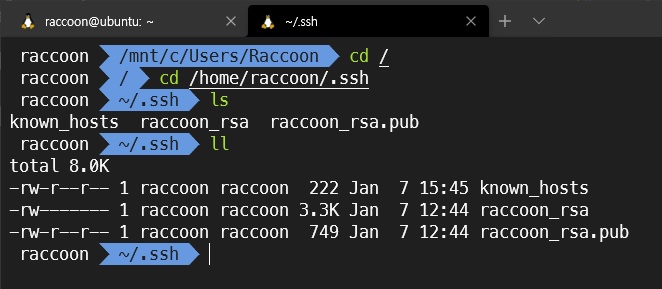 raccoon@ubuntu: ~ × ~/.ssh × +
raccoon /mnt/c/Users/Raccoon cd /
raccoon / cd /home/raccoon/.ssh
raccoon ~/.ssh ls
known_hosts raccoon_rsa raccoon_rsa.pub
raccoon ~/.ssh ll
total 8.0K
-rw-r--r-- 1 raccoon raccoon 222 Jan 7 15:45 known_hosts
-rw------- 1 raccoon raccoon 3.3K Jan 7 12:44 raccoon_rsa
-rw-r--r-- 1 raccoon raccoon 749 Jan 7 12:44 raccoon_rsa.pub
raccoon ~/.ssh